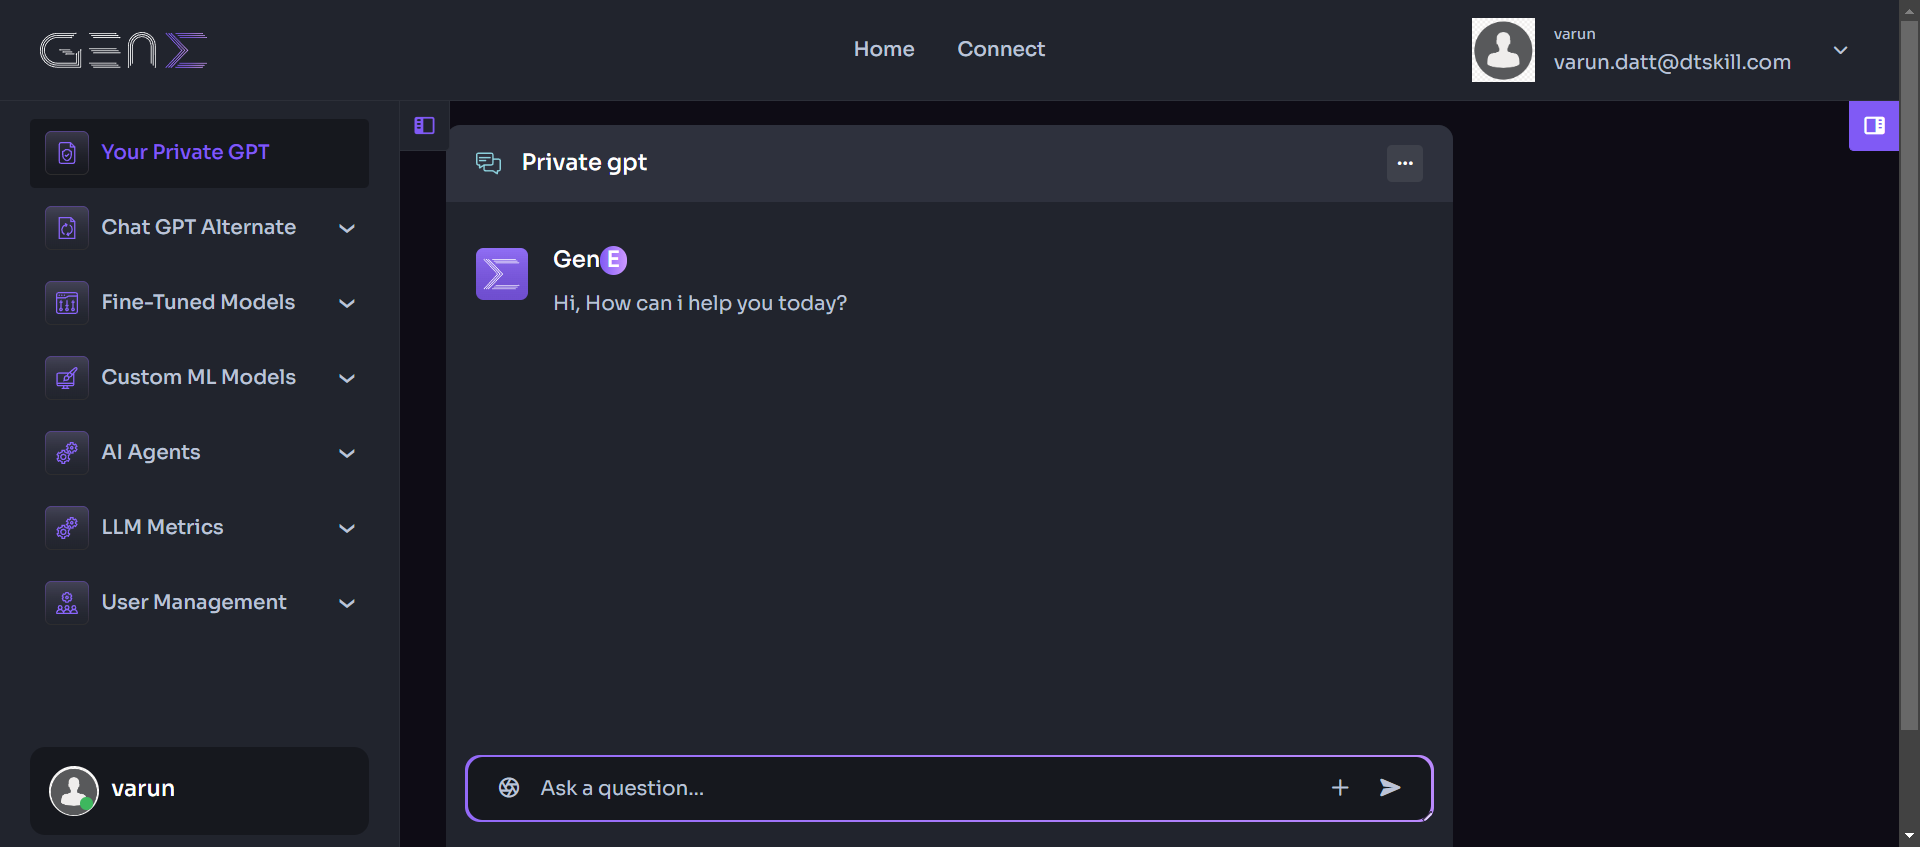 GENΣ
Home
Connect
varun
varun.datt@dtskill.com
Your Private GPT
Chat GPT Alternate
Fine-Tuned Models
Custom ML Models
AI Agents
LLM Metrics
User Management
varun
Private gpt
GenE
Hi, How can i help you today?
Ask a question...